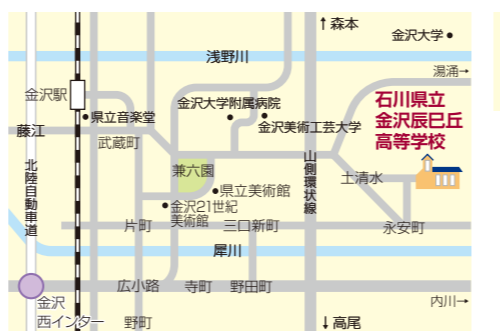 ↑森本
金沢大学
浅野川
湯涌→
金沢駅
石川県立
金沢辰巳丘
高等学校
金沢大学附属病院
県立音楽堂
金沢美術工芸大学
藤江
武蔵町
山側環状線
兼六園
土清水
北陸自動車道
県立美術館
金沢21世紀
美術館
片町
三口新町
永安町
犀川
広小路
寺町
野田町
金沢
西インター
内川→
野町
↓高尾